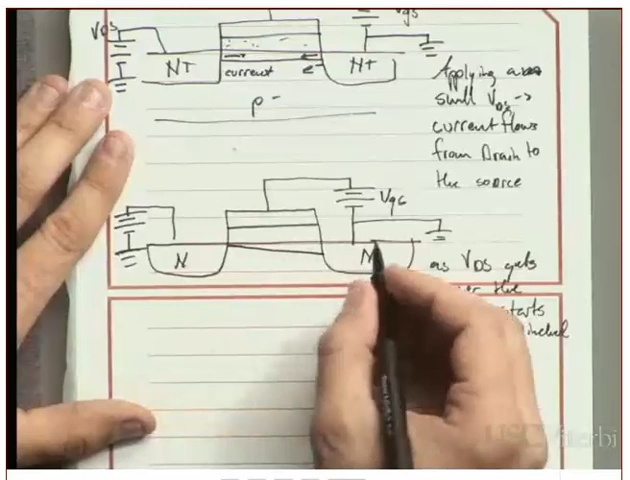 VDS
Vgs
N+
current
e-
N+
p-
Applying a
small VDS →
current flows
from Drain to
the source
Vgs
N
N
as VDS gets
the
starts
USC Viterbi